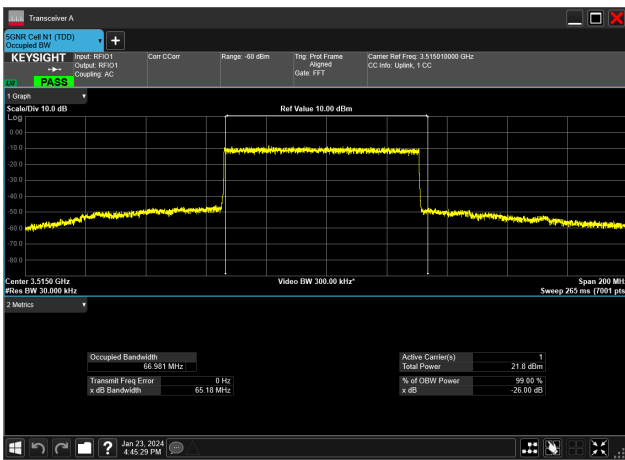 Transceiver A
5GNR Cell N1 (TDD)
Occupied BW
KEYSIGHT
LV PASS
Input: RFIO1
Output: RFIO1
Coupling: AC
Corr CCorr
Range: -60 dBm
Trig: Prot Frame
Aligned
Gate: FFT
Carrier Ref Freq: 3.515010000 GHz
CC Info: Uplink, 1 CC
1 Graph
Scale/Div 10.0 dB
Ref Value 10.00 dBm
Log
0.00
-10.0
-20.0
-30.0
-40.0
-50.0
-60.0
-70.0
-80.0
Center 3.5150 GHz
Video BW 300.00 kHz*
Span 200 MHz
#Res BW 30.000 kHz
Sweep 265 ms (7001 pts
2 Metrics
Occupied Bandwidth
66.981 MHz
Active Carrier(s) 1
Total Power 21.8 dBm
Transmit Freq Error 0 Hz
x dB Bandwidth 65.18 MHz
% of OBW Power 99.00 %
x dB -26.00 dB
Jan 23, 2024
4:45:29 PM